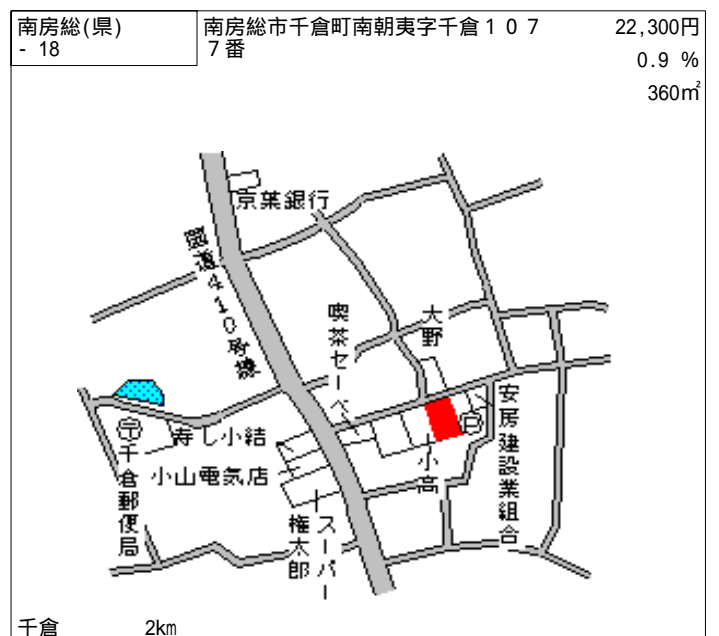 南房総(県)
- 18
南房総市千倉町南朝夷字千倉１０７
７番
22,300円
0.9 %
360㎡
京葉銀行
国道410号線
喫茶セーベ
大野
寿し小結
小山電気店
千倉郵便局
小高
安房建設業組合
P
スーパー
権太郎
千倉 2km